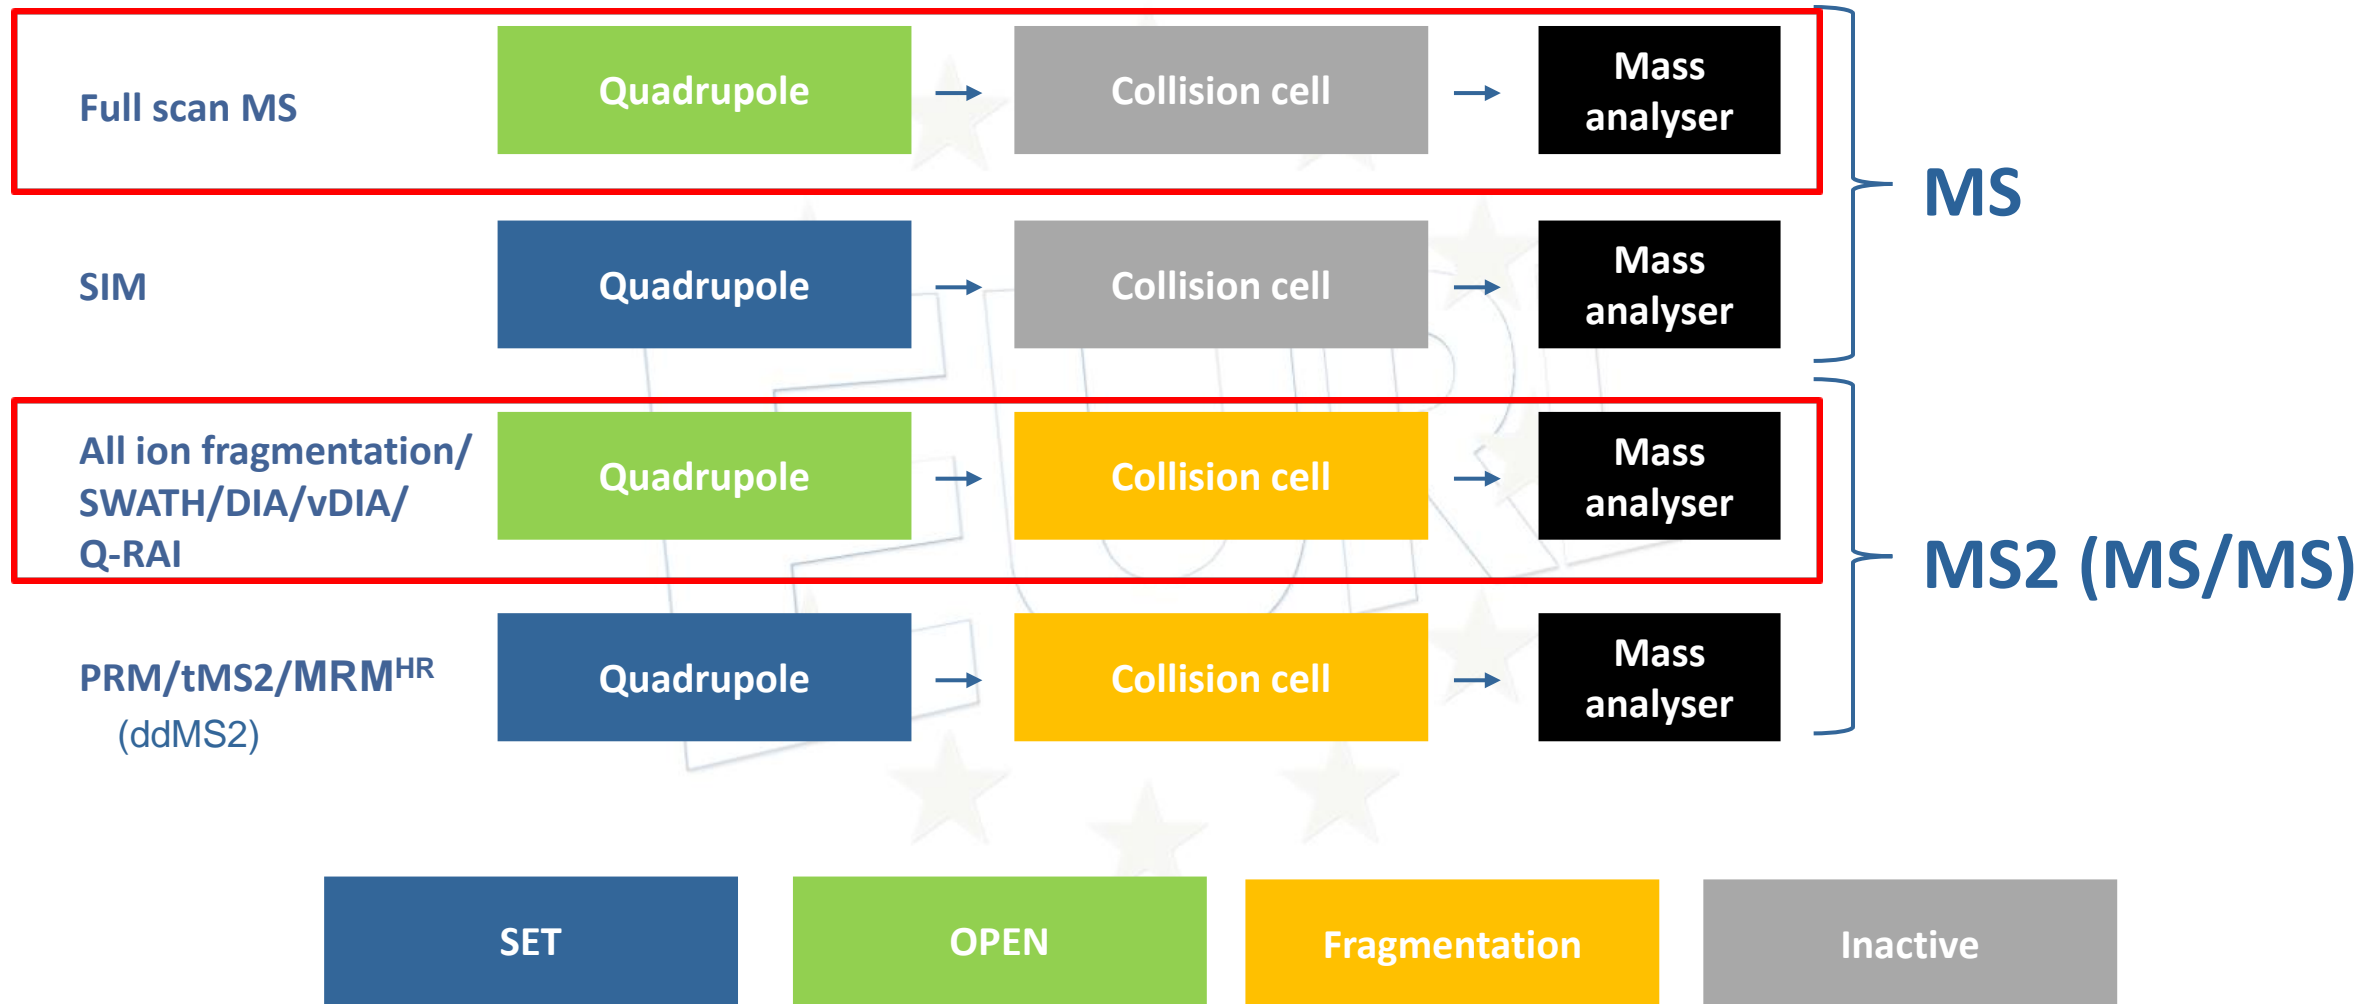 Full scan MS
Quadrupole
Collision cell
Mass
analyser
MS
SIM
Quadrupole
Collision cell
Mass
analyser
All ion fragmentation/
SWATH/DIA/vDIA/
Q-RAI
Quadrupole
Collision cell
Mass
analyser
MS2 (MS/MS)
PRM/tMS2/MRMHR
(ddMS2)
Quadrupole
Collision cell
Mass
analyser
SET
OPEN
Fragmentation
Inactive
EURL